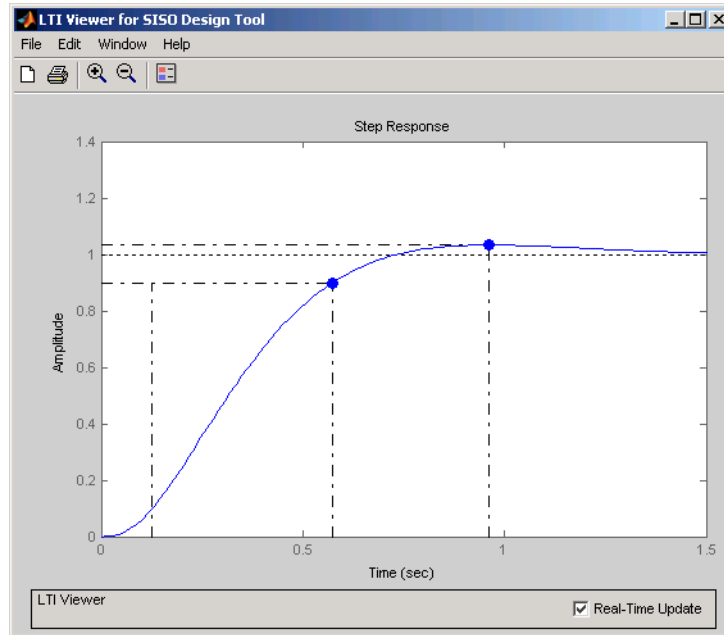 LTI Viewer for SISO Design Tool
File Edit Window Help
Step Response
1.4
1.2
1
0.8
0.6
0.4
0.2
0
Amplitude
0 0.5 1 1.5
Time (sec)
LTI Viewer
Real-Time Update